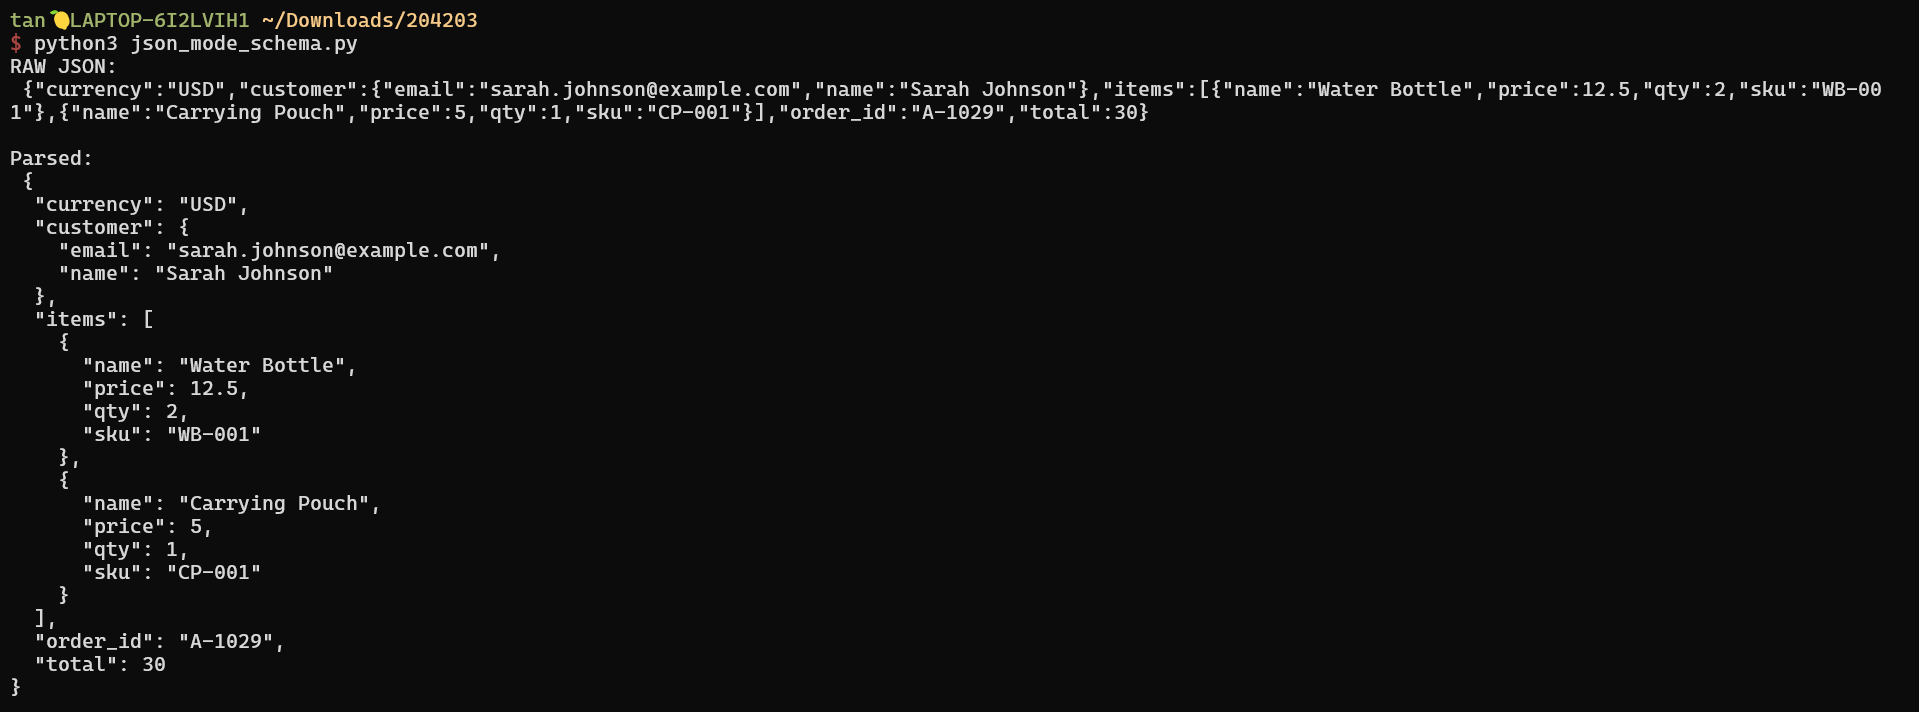 tan🍋LAPTOP-6I2LVIH1 ~/Downloads/204203
$ python3 json_mode_schema.py
RAW JSON:
 {"currency":"USD","customer":{"email":"sarah.johnson@example.com","name":"Sarah Johnson"},"items":[{"name":"Water Bottle","price":12.5,"qty":2,"sku":"WB-00
1"},{"name":"Carrying Pouch","price":5,"qty":1,"sku":"CP-001"}],"order_id":"A-1029","total":30}

Parsed:
 {
  "currency": "USD",
  "customer": {
    "email": "sarah.johnson@example.com",
    "name": "Sarah Johnson"
  },
  "items": [
    {
      "name": "Water Bottle",
      "price": 12.5,
      "qty": 2,
      "sku": "WB-001"
    },
    {
      "name": "Carrying Pouch",
      "price": 5,
      "qty": 1,
      "sku": "CP-001"
    }
  ],
  "order_id": "A-1029",
  "total": 30
}